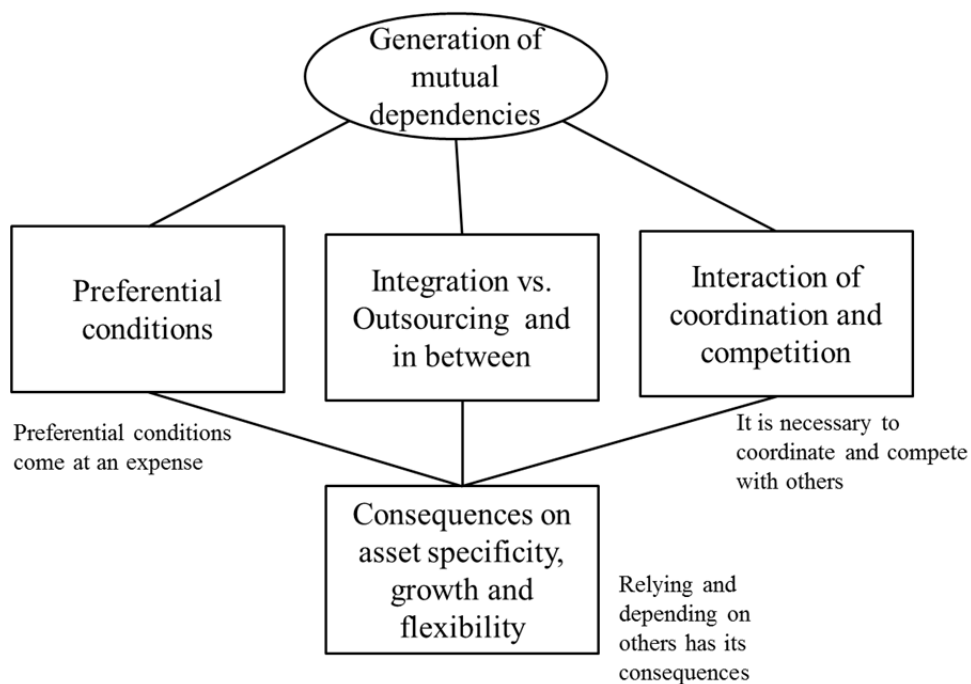 Generation of
mutual
dependencies
Preferential
conditions
Integration vs.
Outsourcing and
in between
Interaction of
coordination and
competition
Preferential conditions
come at an expense
It is necessary to
coordinate and compete
with others
Consequences on
asset specificity,
growth and
flexibility
Relying and
depending on
others has its
consequences